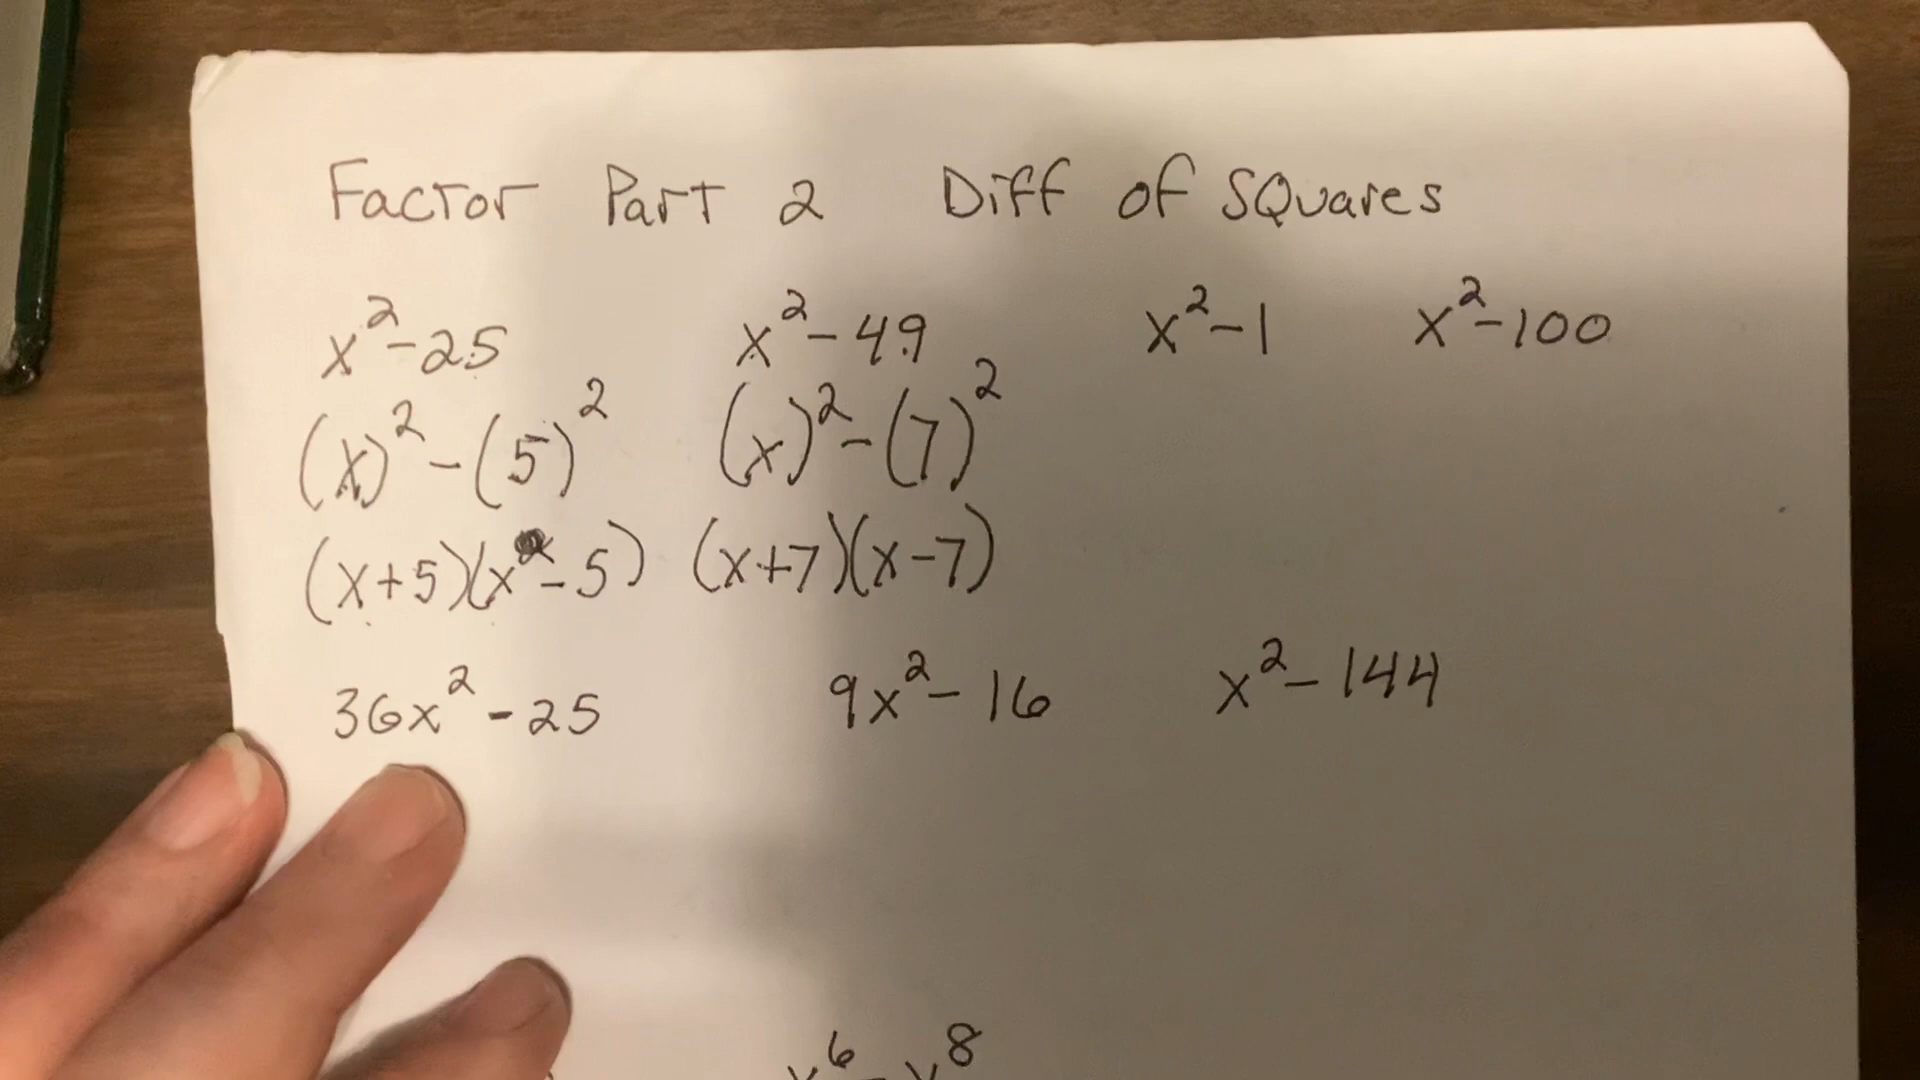 Factor Part 2 Diff of Squares
x²-25 x²-49 x²-1 x²-100
(x)²-(5)² (x)²-(7)²
(x+5)(x-5) (x+7)(x-7)
36x²-25 9x²-16 x²-144